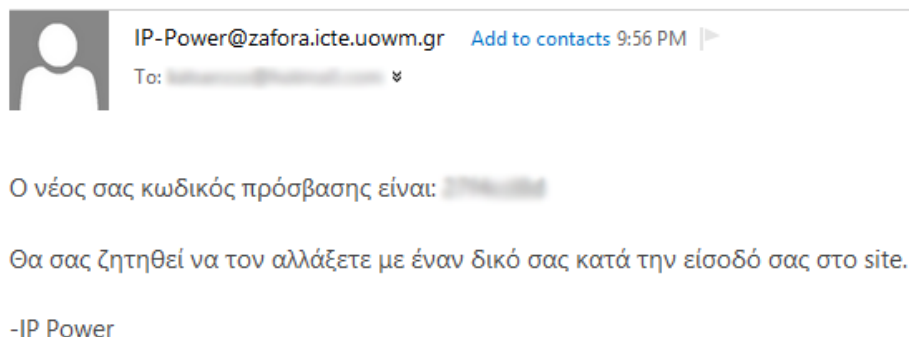 IP-Power@zafora.icte.uowm.gr Add to contacts 9:56 PM
To:
Ο νέος σας κωδικός πρόσβασης είναι:
Θα σας ζητηθεί να τον αλλάξετε με έναν δικό σας κατά την είσοδό σας στο site.
-IP Power